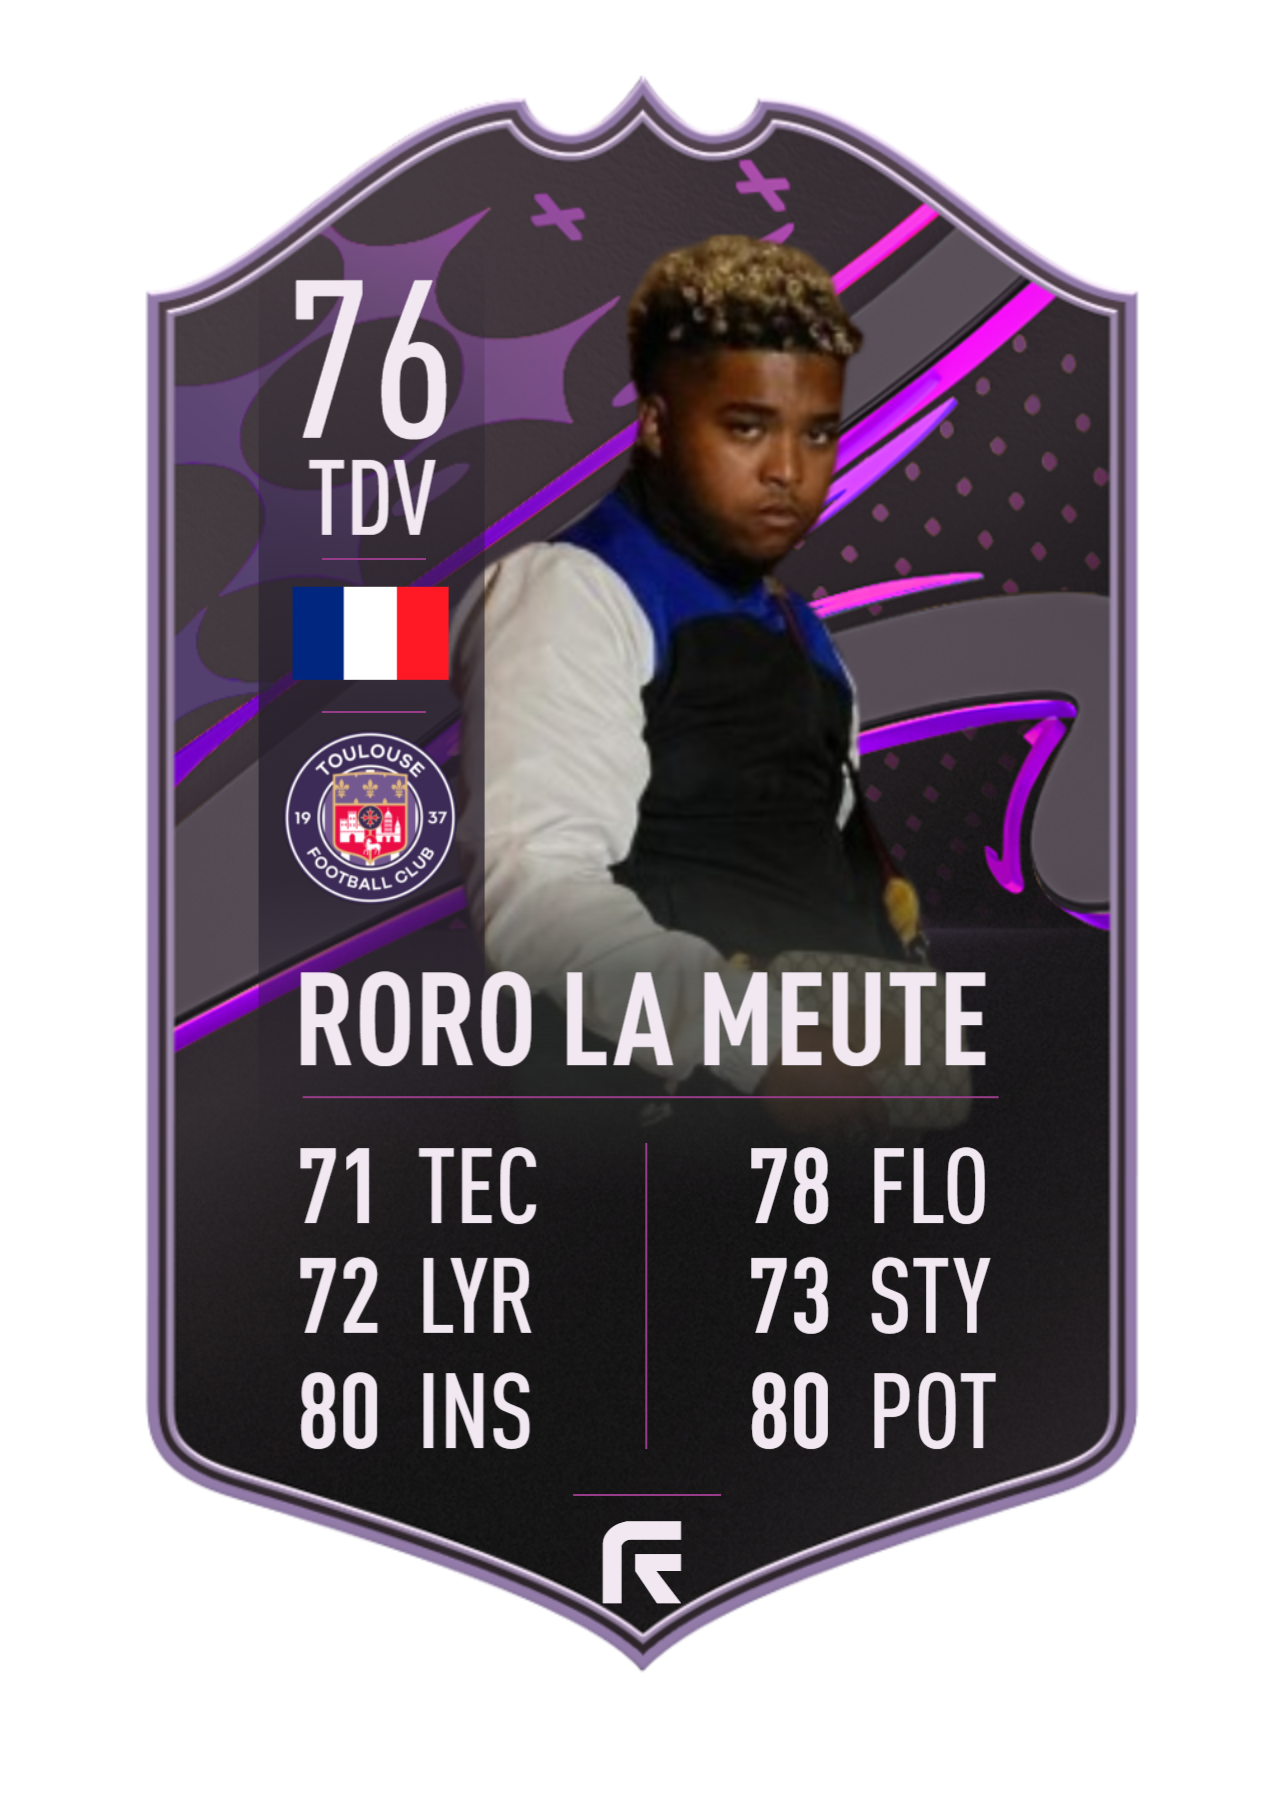 76
TDV
TOULOUSE
19 37
FOOTBALL CLUB
RORO LA MEUTE
71 TEC 78 FLO
72 LYR 73 STY
80 INS 80 POT